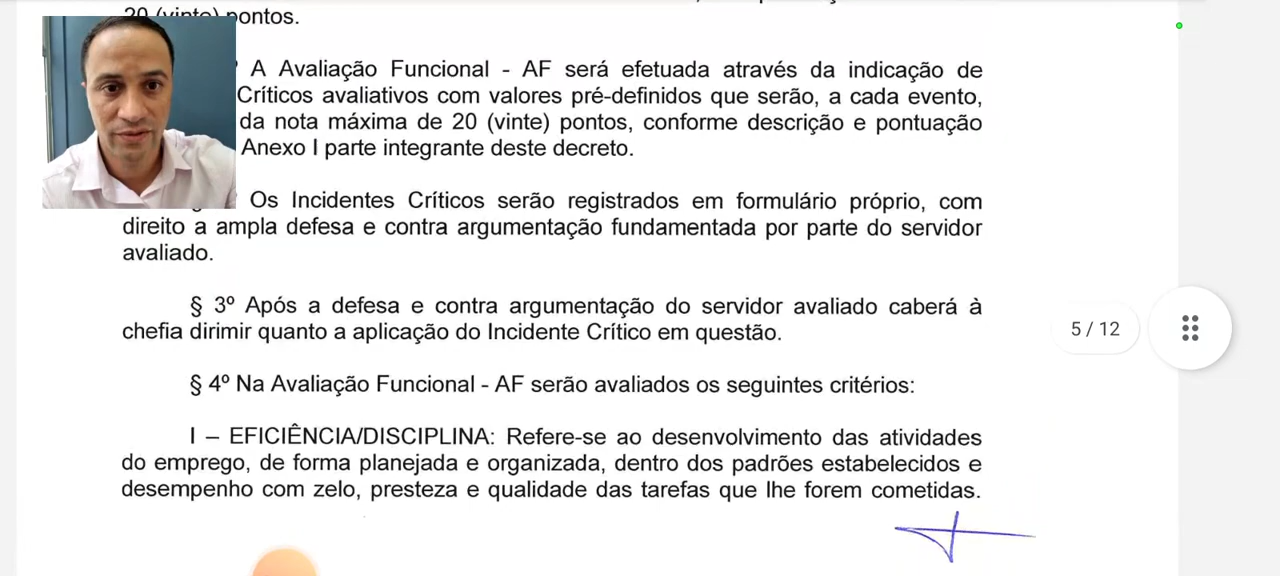 20 (vinte) pontos.
A Avaliação Funcional - AF será efetuada através da indicação de
Críticos avaliativos com valores pré-definidos que serão, a cada evento,
da nota máxima de 20 (vinte) pontos, conforme descrição e pontuação
Anexo I parte integrante deste decreto.
Os Incidentes Críticos serão registrados em formulário próprio, com
direito a ampla defesa e contra argumentação fundamentada por parte do servidor
avaliado.
§ 3º Após a defesa e contra argumentação do servidor avaliado caberá à
chefia dirimir quanto a aplicação do Incidente Crítico em questão.
5 / 12
§ 4º Na Avaliação Funcional - AF serão avaliados os seguintes critérios:
I – EFICIÊNCIA/DISCIPLINA: Refere-se ao desenvolvimento das atividades
do emprego, de forma planejada e organizada, dentro dos padrões estabelecidos e
desempenho com zelo, presteza e qualidade das tarefas que lhe forem cometidas.